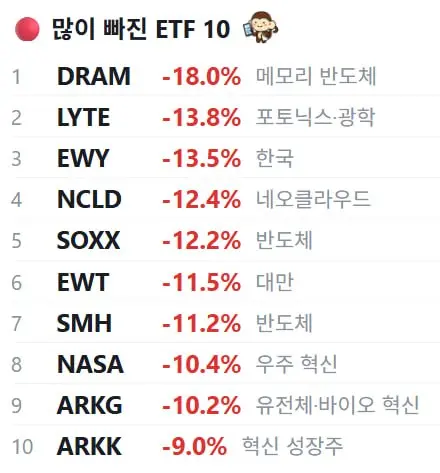 많이 빠진 ETF 10
1 DRAM -18.0% 메모리 반도체
2 LYTE -13.8% 포토닉스·광학
3 EWY -13.5% 한국
4 NCLD -12.4% 네오클라우드
5 SOXX -12.2% 반도체
6 EWT -11.5% 대만
7 SMH -11.2% 반도체
8 NASA -10.4% 우주 혁신
9 ARKG -10.2% 유전체·바이오 혁신
10 ARKK -9.0% 혁신 성장주